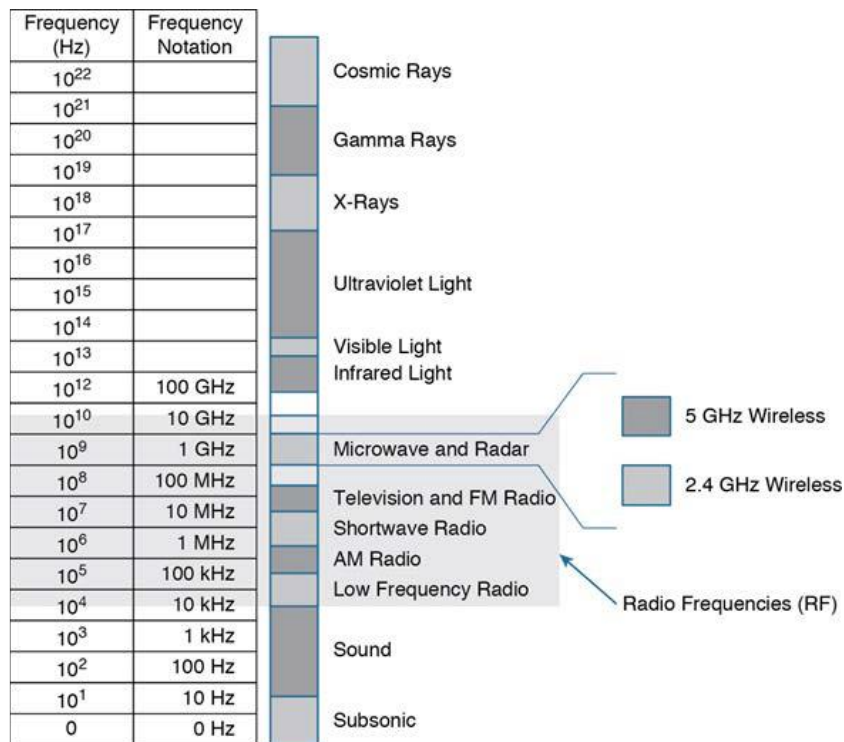 Frequency (Hz) Frequency Notation
10²²
Cosmic Rays
10²¹
10²⁰
Gamma Rays
10¹⁹
10¹⁸
X-Rays
10¹⁷
10¹⁶
10¹⁵
Ultraviolet Light
10¹⁴
10¹³
Visible Light
Infrared Light
10¹² 100 GHz
10¹⁰ 10 GHz
5 GHz Wireless
10⁹ 1 GHz
Microwave and Radar
10⁸ 100 MHz
2.4 GHz Wireless
Television and FM Radio
10⁷ 10 MHz
Shortwave Radio
10⁶ 1 MHz
AM Radio
10⁵ 100 kHz
Low Frequency Radio
10⁴ 10 kHz
Radio Frequencies (RF)
10³ 1 kHz
Sound
10² 100 Hz
10¹ 10 Hz
Subsonic
0 0 Hz